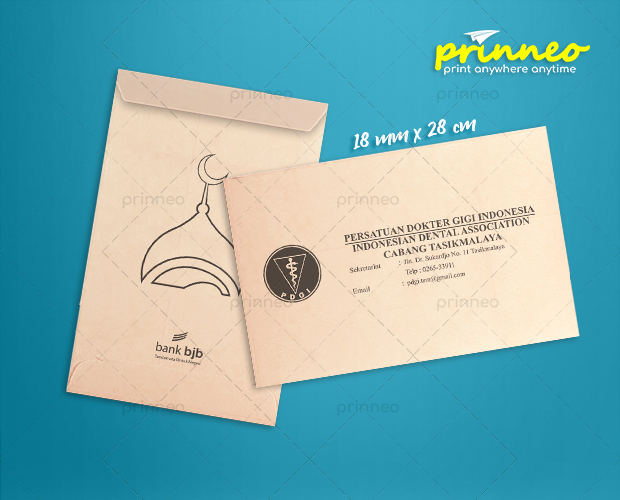 prinneo
print anywhere anytime
18 mm x 28 cm
PERSATUAN DOKTER GIGI INDONESIA
INDONESIAN DENTAL ASSOCIATION
CABANG TASIKMALAYA
Sekretariat : Jln. Dr. Sukardjo No. 11 Tasikmalaya
Telp : 0265-33911
Email : pdgi.tsm@gmail.com
PDGI
bank bjb